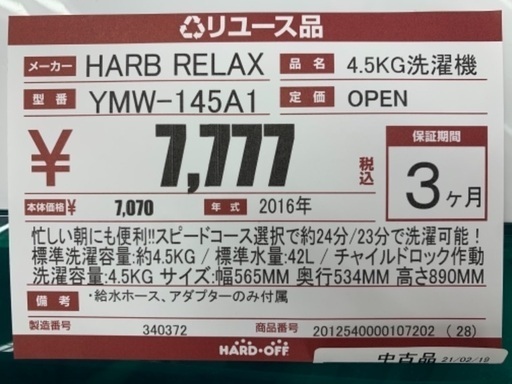 リユース品
メーカー HARB RELAX 品名 4.5KG洗濯機
型番 YMW-145A1 定価 OPEN
¥ 7,777 税込 保証期間 3ヶ月
本体価格¥ 7,070 年式 2016年
忙しい朝にも便利!!スピードコース選択で約24分/23分で洗濯可能！
標準洗濯容量:約4.5KG / 標準水量:42L / チャイルドロック作動
洗濯容量:4.5KG サイズ:幅565MM 奥行534MM 高さ890MM
備考 ・給水ホース、アダプターのみ付属
製造番号 340372 商品番号 2012540000107202 (28)
HARD・OFF 中古品 21/02/19